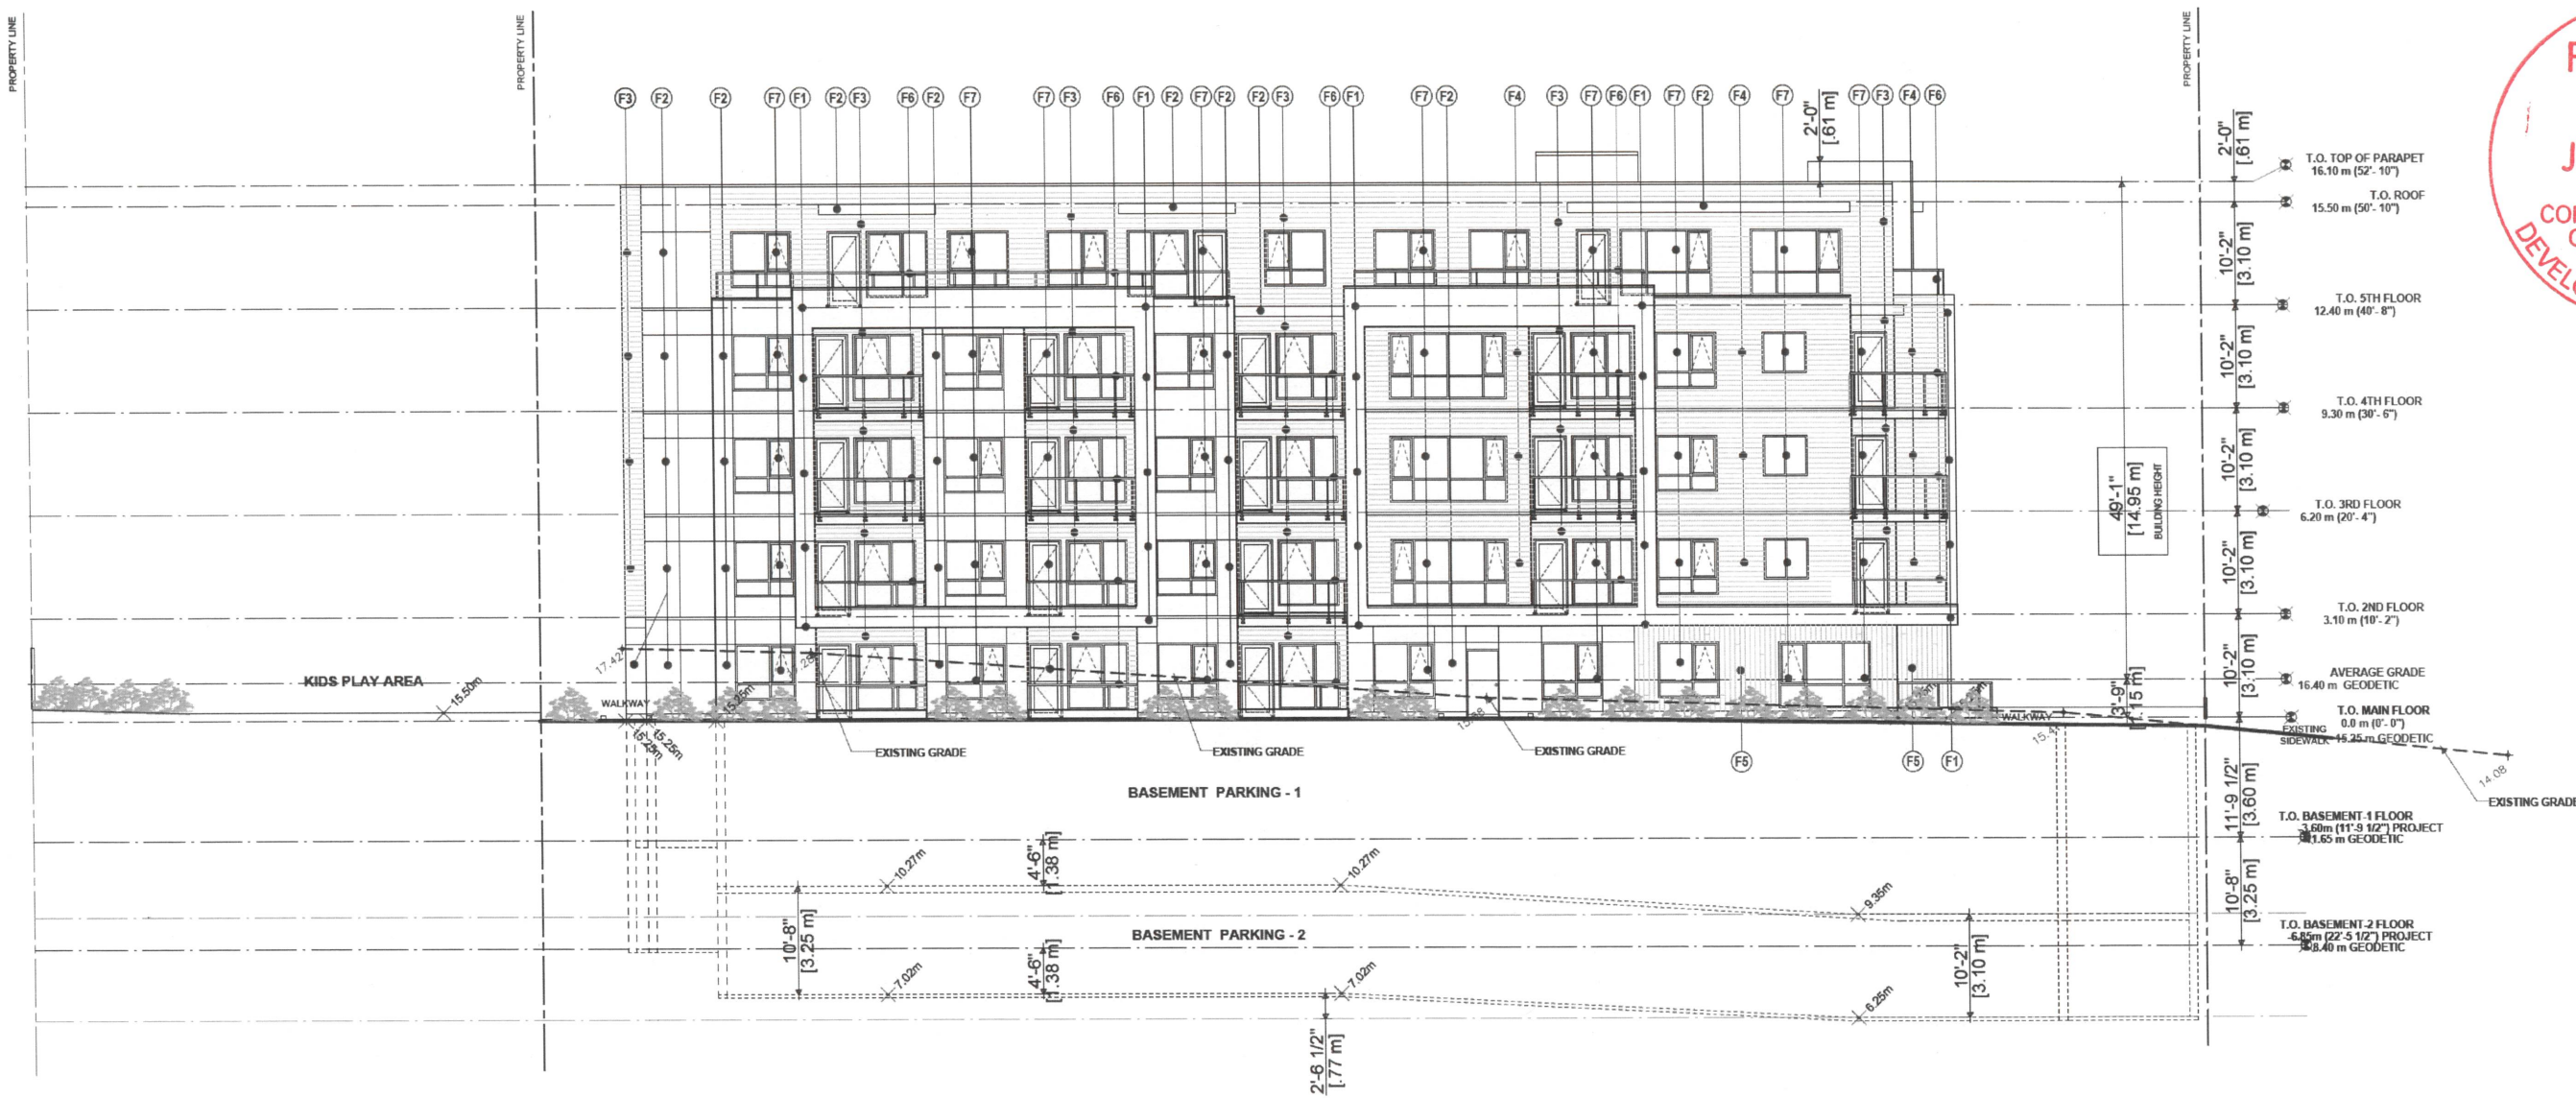 PROPERTY LINE
PROPERTY LINE
PROPERTY LINE
F3 F2 F2 F7 F1 F2 F3 F6 F2 F7 F7 F3 F6 F1 F2 F7 F2 F2 F3 F6 F1 F7 F2 F4 F3 F7 F6 F1 F7 F2 F4 F7 F7 F3 F4 F6
2'-0"
[.61 m]
2'-0"
[.61 m]
T.O. TOP OF PARAPET
16.10 m (52'- 10")
T.O. ROOF
15.50 m (50'- 10")
10'-2"
[3.10 m]
T.O. 5TH FLOOR
12.40 m (40'- 8")
10'-2"
[3.10 m]
T.O. 4TH FLOOR
9.30 m (30'- 6")
10'-2"
[3.10 m]
49'-1"
[14.95 m]
BUILDING HEIGHT
T.O. 3RD FLOOR
6.20 m (20'- 4")
10'-2"
[3.10 m]
T.O. 2ND FLOOR
3.10 m (10'- 2")
10'-2"
[3.10 m]
AVERAGE GRADE
16.40 m GEODETIC
3'-9"
T.O. MAIN FLOOR
0.0 m (0'- 0")
EXISTING
SIDEWALK 15.25 m GEODETIC
KIDS PLAY AREA
15.50m
17.42
WALKWAY
15.25m
15.25m
15.25m
WALKWAY
EXISTING GRADE
EXISTING GRADE
EXISTING GRADE
F5 F5 F1
14.08
EXISTING GRADE
BASEMENT PARKING - 1
11'-9 1/2"
[3.60 m]
T.O. BASEMENT-1 FLOOR
3.60m (11'-9 1/2") PROJECT
11.65 m GEODETIC
4'-6"
[1.38 m]
10.27m
10.27m
9.35m
10'-8"
[3.25 m]
10'-8"
[3.25 m]
BASEMENT PARKING - 2
T.O. BASEMENT-2 FLOOR
-6.85m (22'-5 1/2") PROJECT
8.40 m GEODETIC
4'-6"
[1.38 m]
7.02m
7.02m
6.25m
10'-2"
[3.10 m]
2'-6 1/2"
[.77 m]